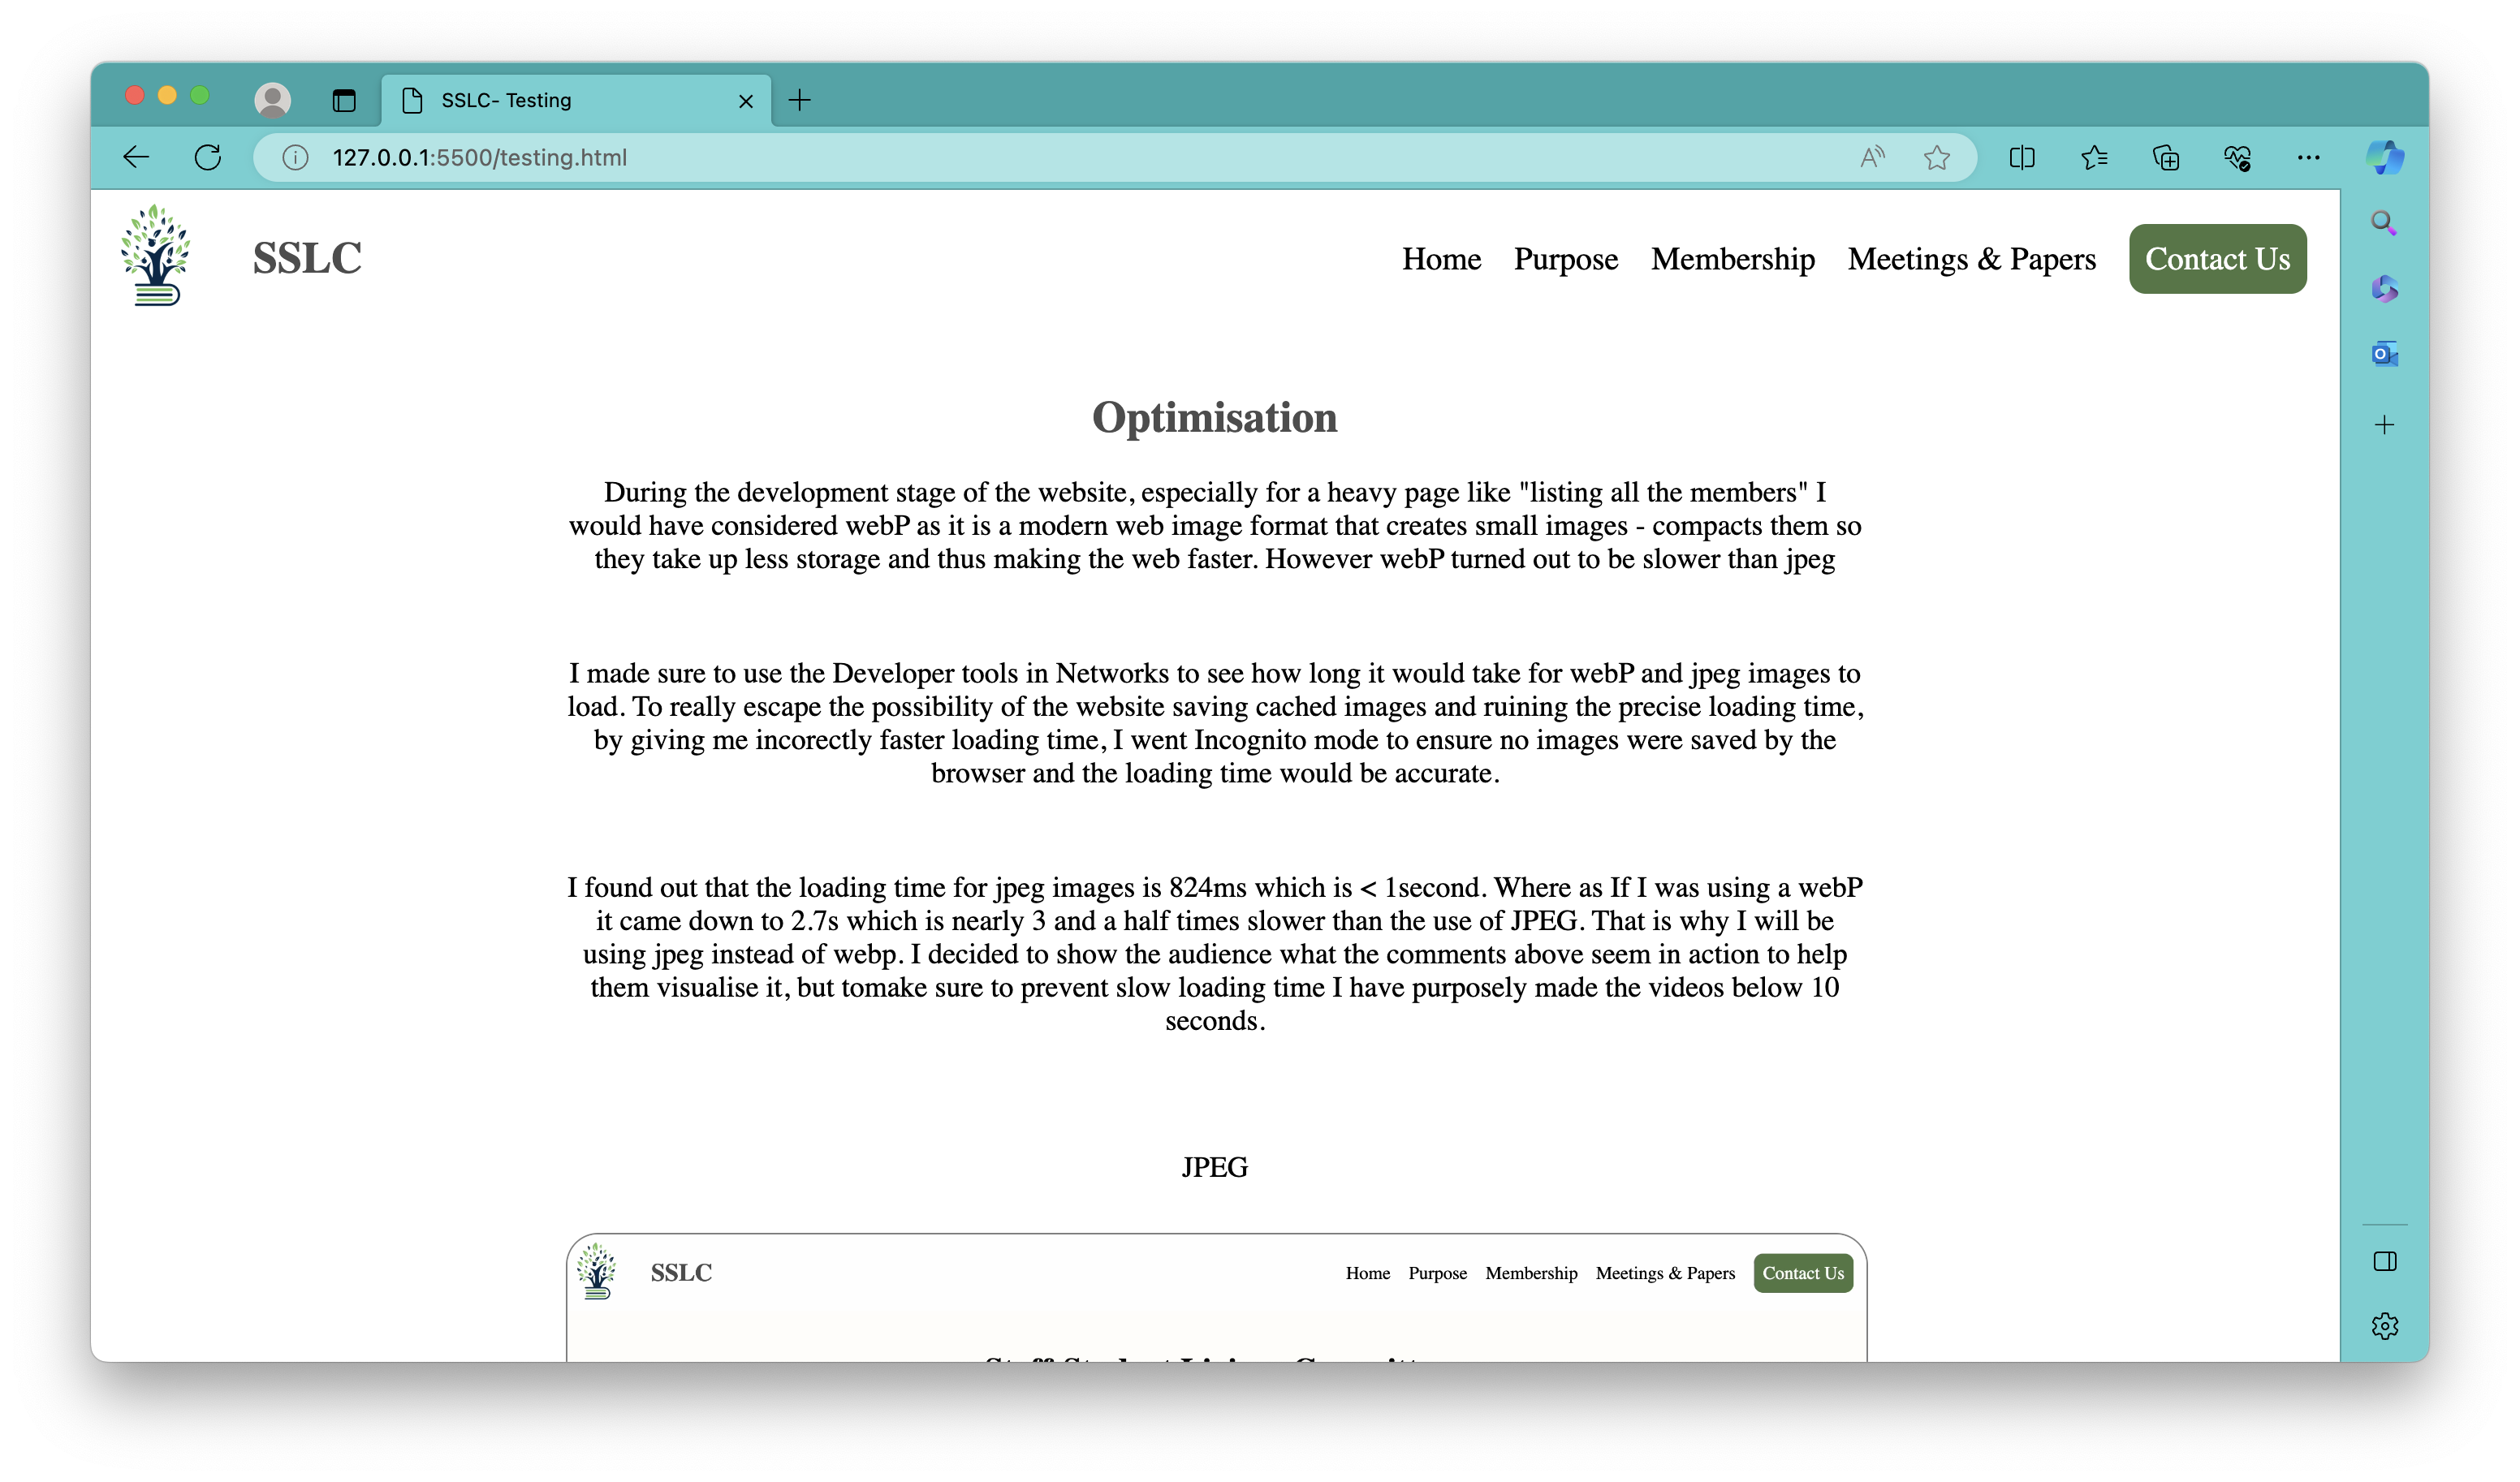 SSLC- Testing
127.0.0.1:5500/testing.html
SSLC
Home Purpose Membership Meetings & Papers Contact Us
Optimisation
During the development stage of the website, especially for a heavy page like "listing all the members" I
would have considered webP as it is a modern web image format that creates small images - compacts them so
they take up less storage and thus making the web faster. However webP turned out to be slower than jpeg
I made sure to use the Developer tools in Networks to see how long it would take for webP and jpeg images to
load. To really escape the possibility of the website saving cached images and ruining the precise loading time,
by giving me incorectly faster loading time, I went Incognito mode to ensure no images were saved by the
browser and the loading time would be accurate.
I found out that the loading time for jpeg images is 824ms which is < 1second. Where as If I was using a webP
it came down to 2.7s which is nearly 3 and a half times slower than the use of JPEG. That is why I will be
using jpeg instead of webp. I decided to show the audience what the comments above seem in action to help
them visualise it, but tomake sure to prevent slow loading time I have purposely made the videos below 10
seconds.
JPEG
SSLC
Home Purpose Membership Meetings & Papers Contact Us